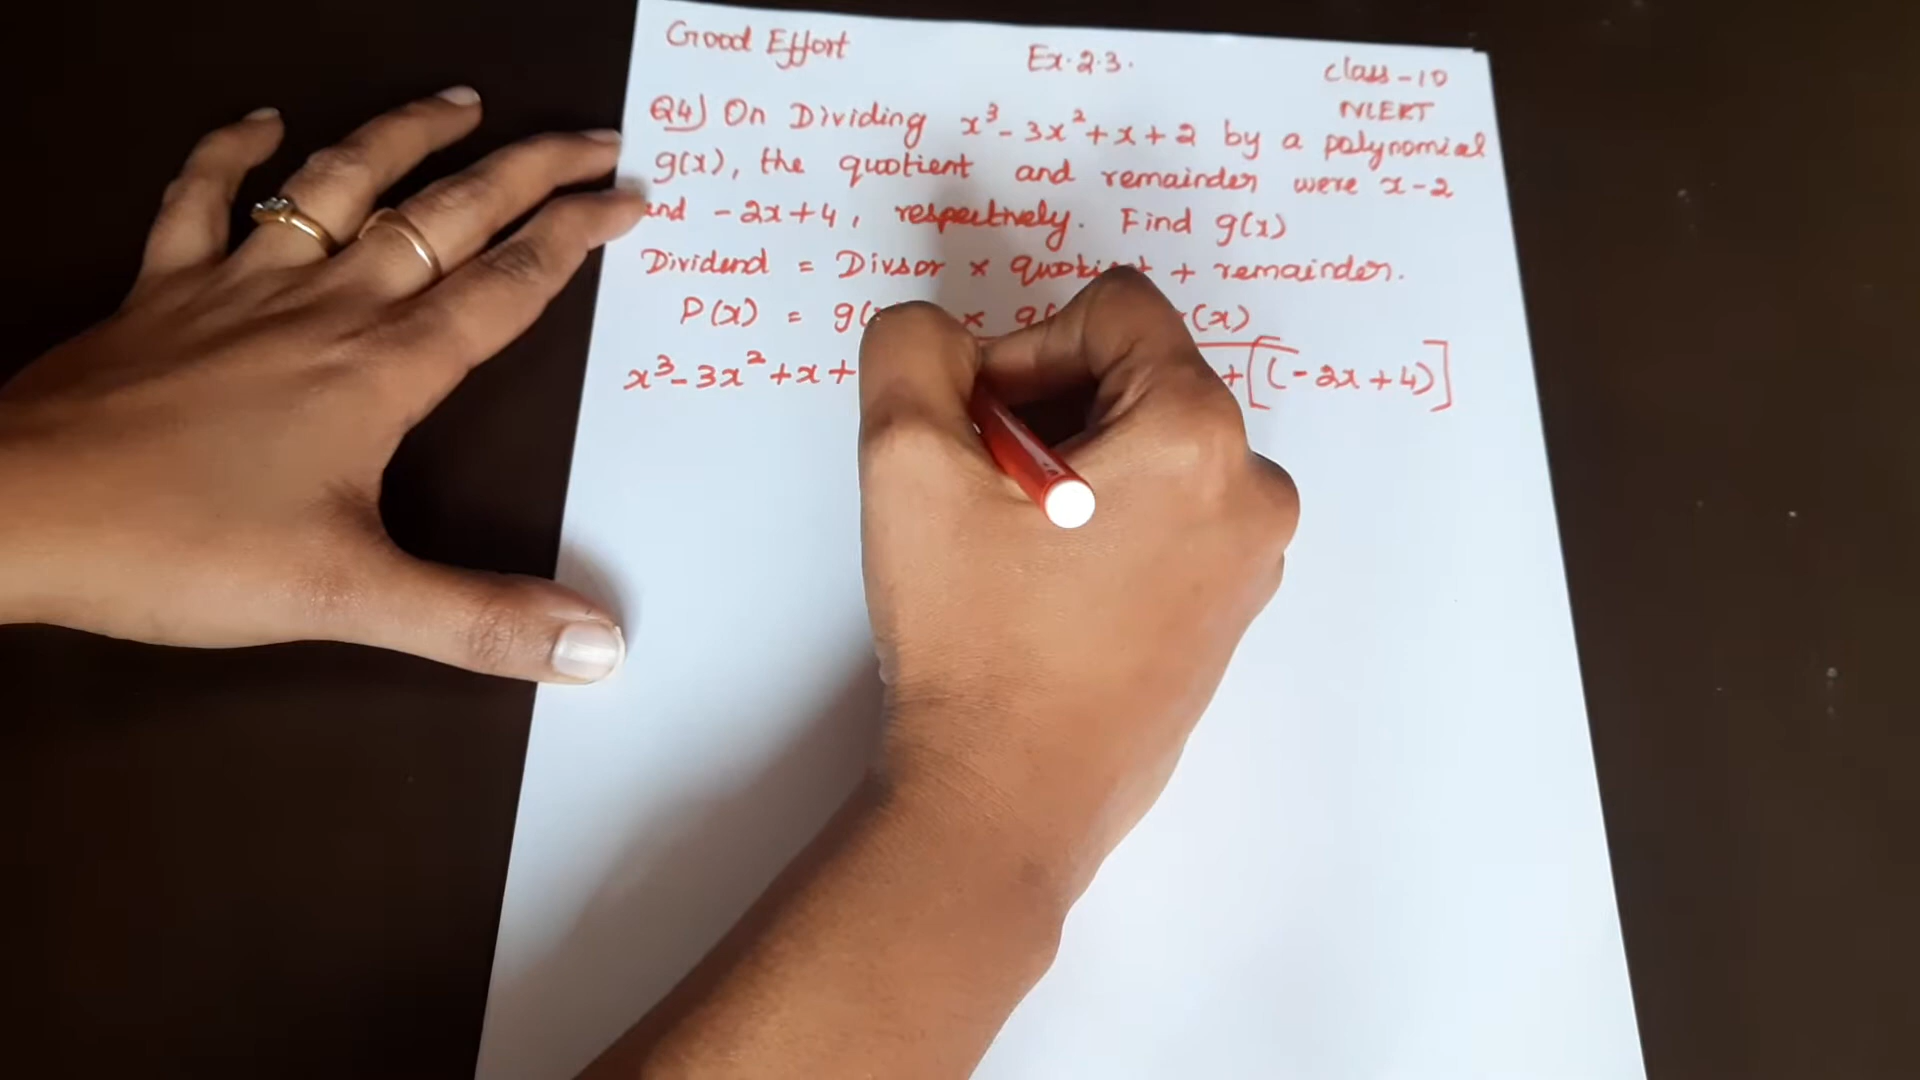 Good Effort Ex.2.3. Class-10
NCERT
Q4) On Dividing x³-3x²+x+2 by a polynomial
g(x), the quotient and remainder were x-2
and -2x+4, respectively. Find g(x)
Dividend = Divsor × quotient + remainder.
P(x) = g( × q( (x)
x³-3x²+x+ +[(-2x+4)]